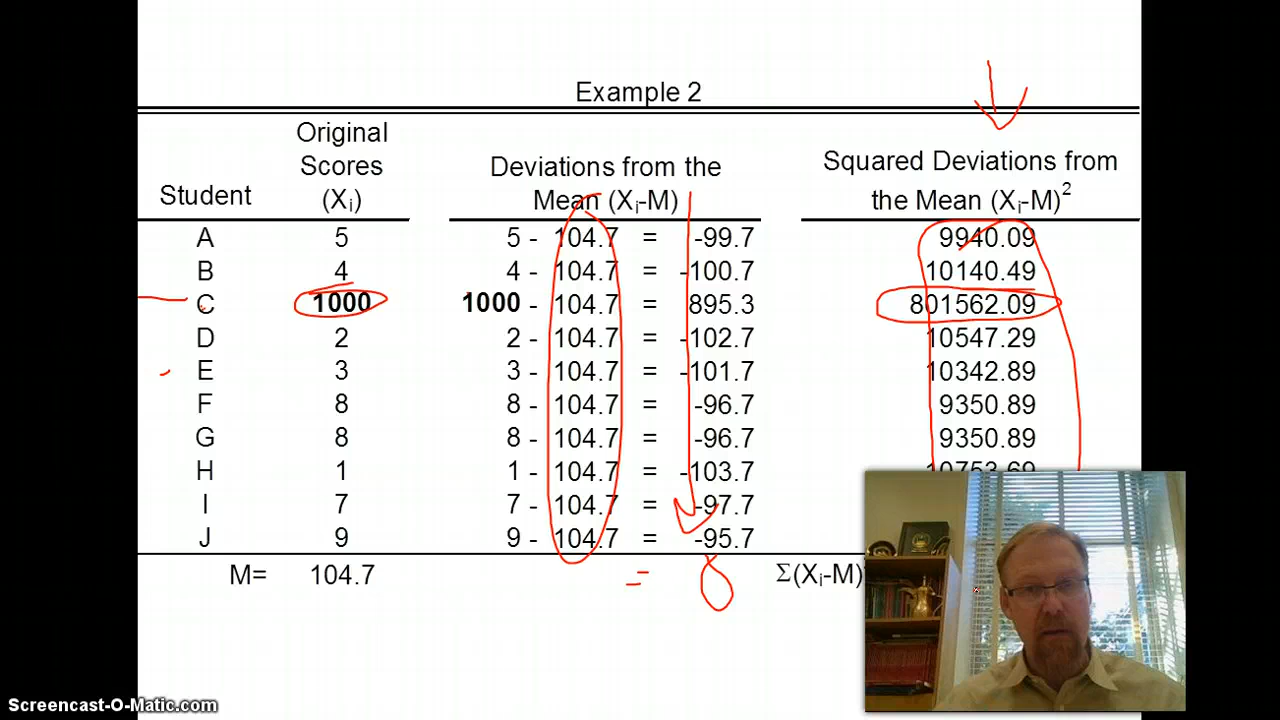 Example 2
Original
Scores
(Xi)
Deviations from the
Mean (Xi-M)
Squared Deviations from
the Mean (Xi-M)2
Student
A 5 5 - 104.7 = -99.7 9940.09
B 4 4 - 104.7 = -100.7 10140.49
C 1000 1000 - 104.7 = 895.3 801562.09
D 2 2 - 104.7 = -102.7 10547.29
E 3 3 - 104.7 = -101.7 10342.89
F 8 8 - 104.7 = -96.7 9350.89
G 8 8 - 104.7 = -96.7 9350.89
H 1 1 - 104.7 = -103.7 10753.69
I 7 7 - 104.7 = -97.7
J 9 9 - 104.7 = -95.7
M= 104.7 = 0 Σ(Xi-M)
Screencast-O-Matic.com